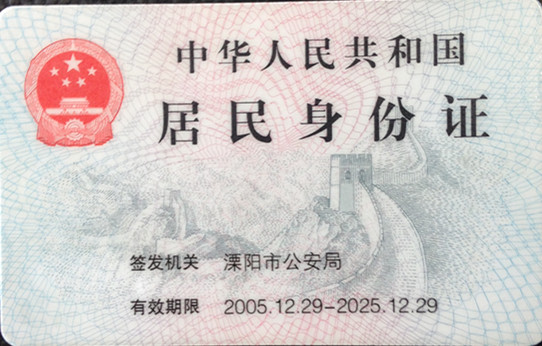 中华人民共和国
居民身份证
签发机关 溧阳市公安局
有效期限 2005.12.29-2025.12.29